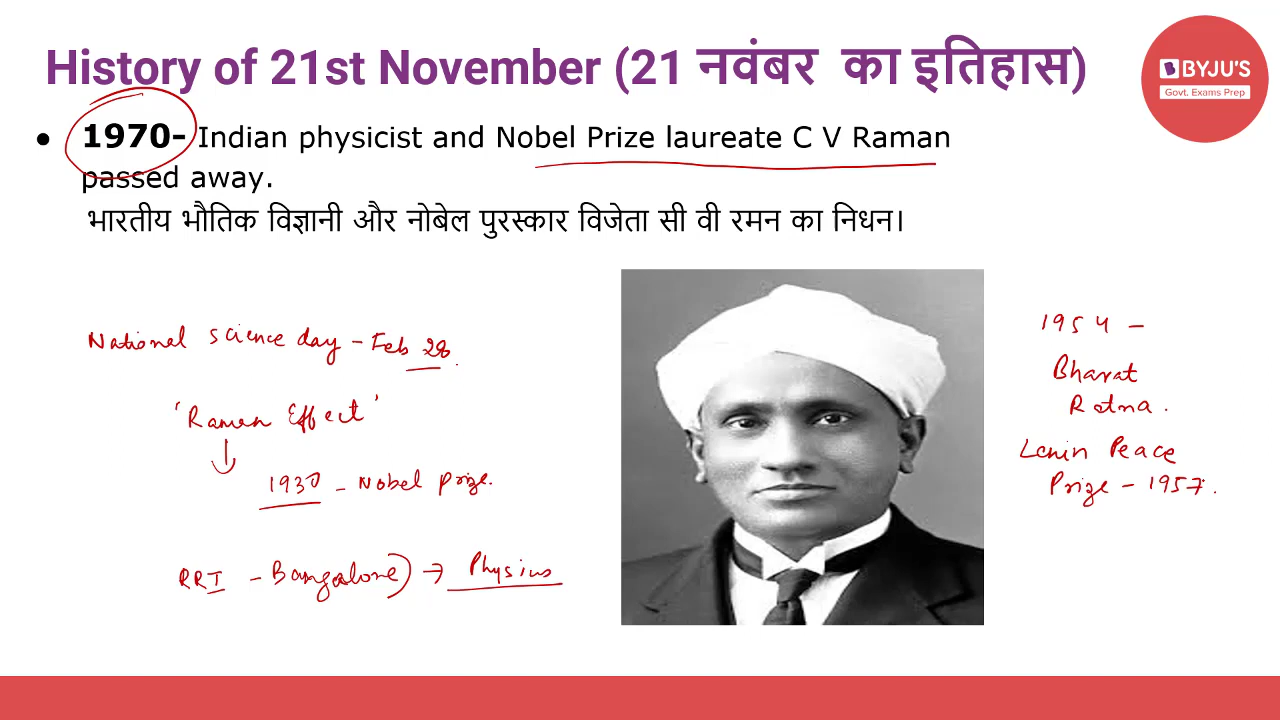 History of 21st November (21 नवंबर का इतिहास)
BYJU'S
Govt. Exams Prep
● 1970- Indian physicist and Nobel Prize laureate C V Raman
passed away.
भारतीय भौतिक विज्ञानी और नोबेल पुरस्कार विजेता सी वी रमन का निधन।
National science day - Feb 28.
'Raman Effect'
↓
1930 - Nobel prize.
RRI - Bangalore) → Physics
1954 -
Bharat
Ratna.
Lenin Peace
Prize - 1957.